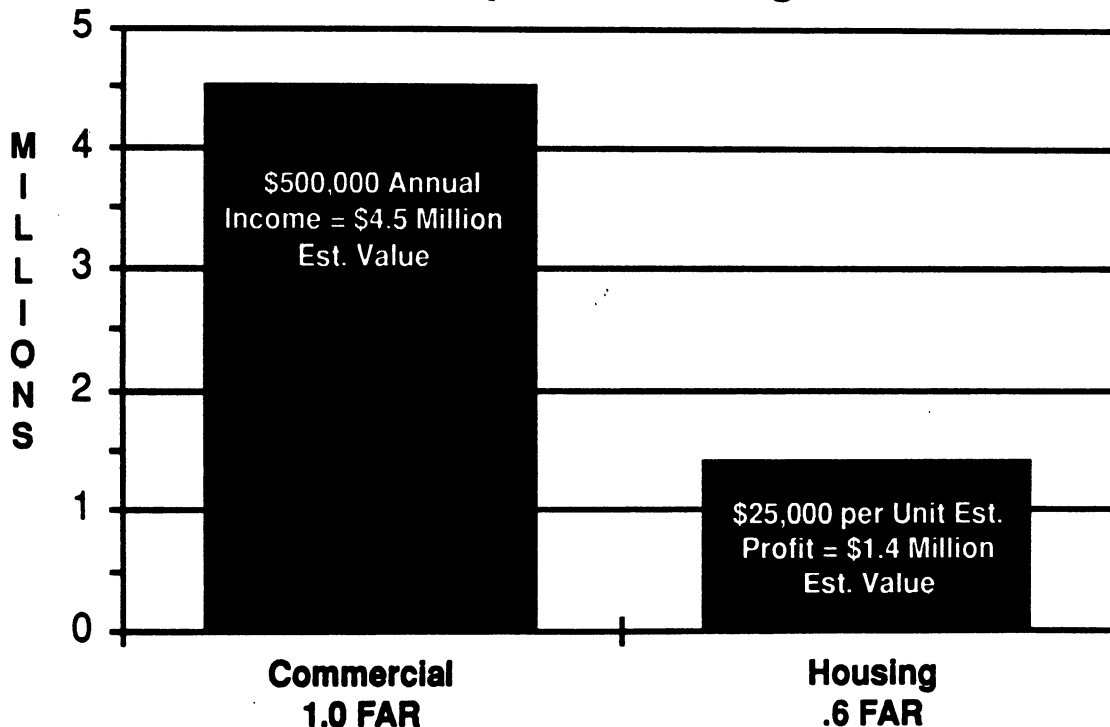 5
4
3
2
1
0
MILLIONS
$500,000 Annual
Income = $4.5 Million
Est. Value
$25,000 per Unit Est.
Profit = $1.4 Million
Est. Value
Commercial
1.0 FAR
Housing
.6 FAR